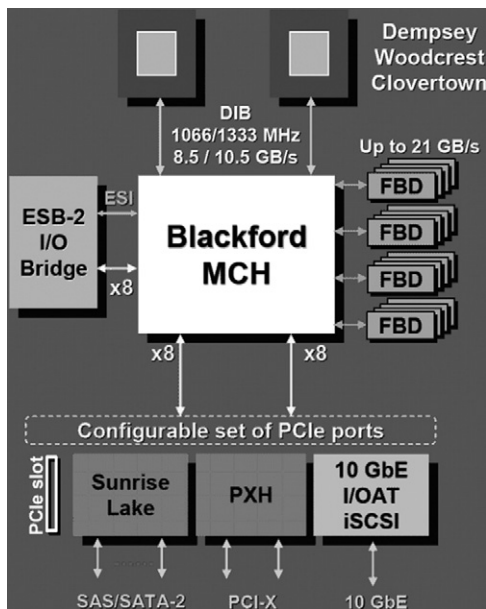 Dempsey
Woodcrest
Clovertown
DIB
1066/1333 MHz
8.5 / 10.5 GB/s
Up to 21 GB/s
ESB-2
I/O
Bridge
ESI
x8
Blackford
MCH
FBD
FBD
FBD
FBD
x8
x8
Configurable set of PCIe ports
PCIe slot
Sunrise
Lake
PXH
10 GbE
I/OAT
iSCSI
SAS/SATA-2
PCI-X
10 GbE